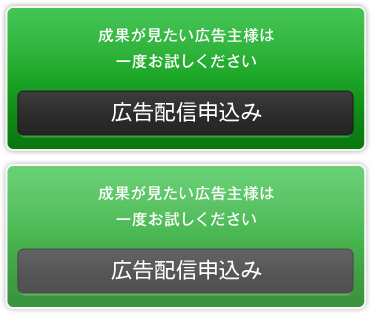 成果が見たい広告主様は
一度お試しください
広告配信申込み
成果が見たい広告主様は
一度お試しください
広告配信申込み